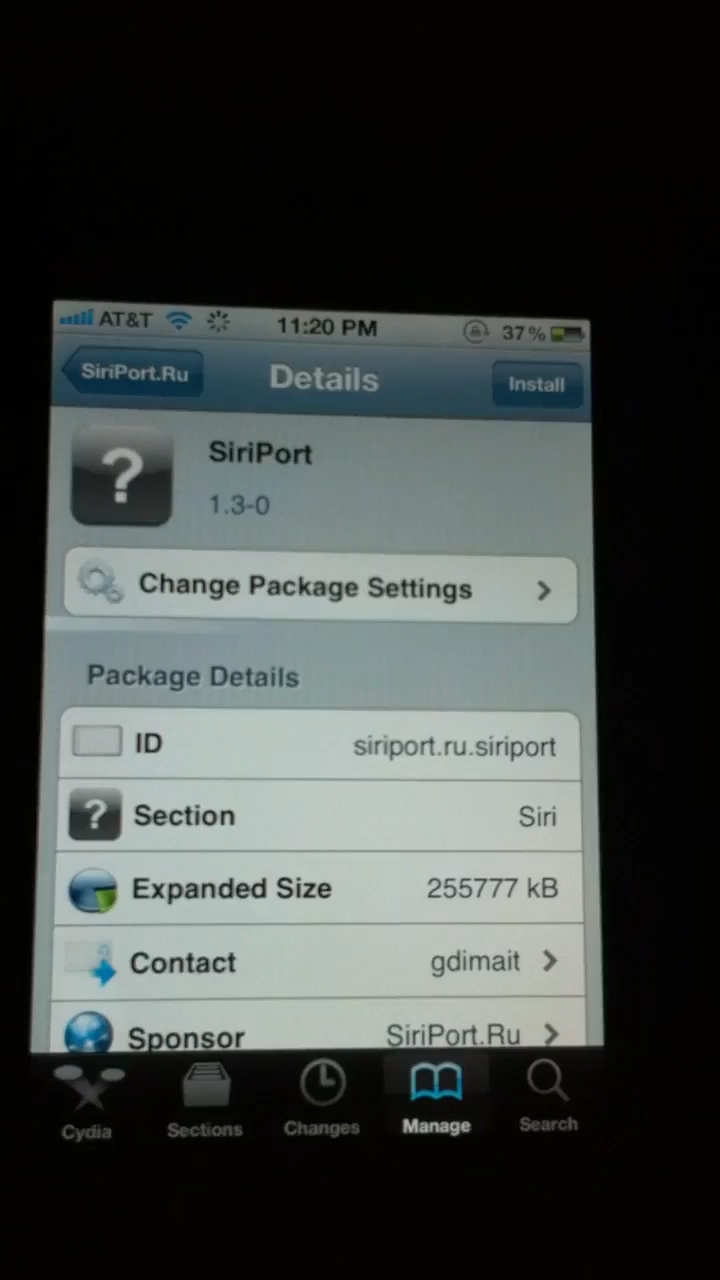 AT&T 11:20 PM 37%
SiriPort.Ru Details Install
?
SiriPort
1.3-0
Change Package Settings
Package Details
ID siriport.ru.siriport
? Section Siri
Expanded Size 255777 kB
Contact gdimait
Sponsor SiriPort.Ru
Cydia Sections Changes Manage Search